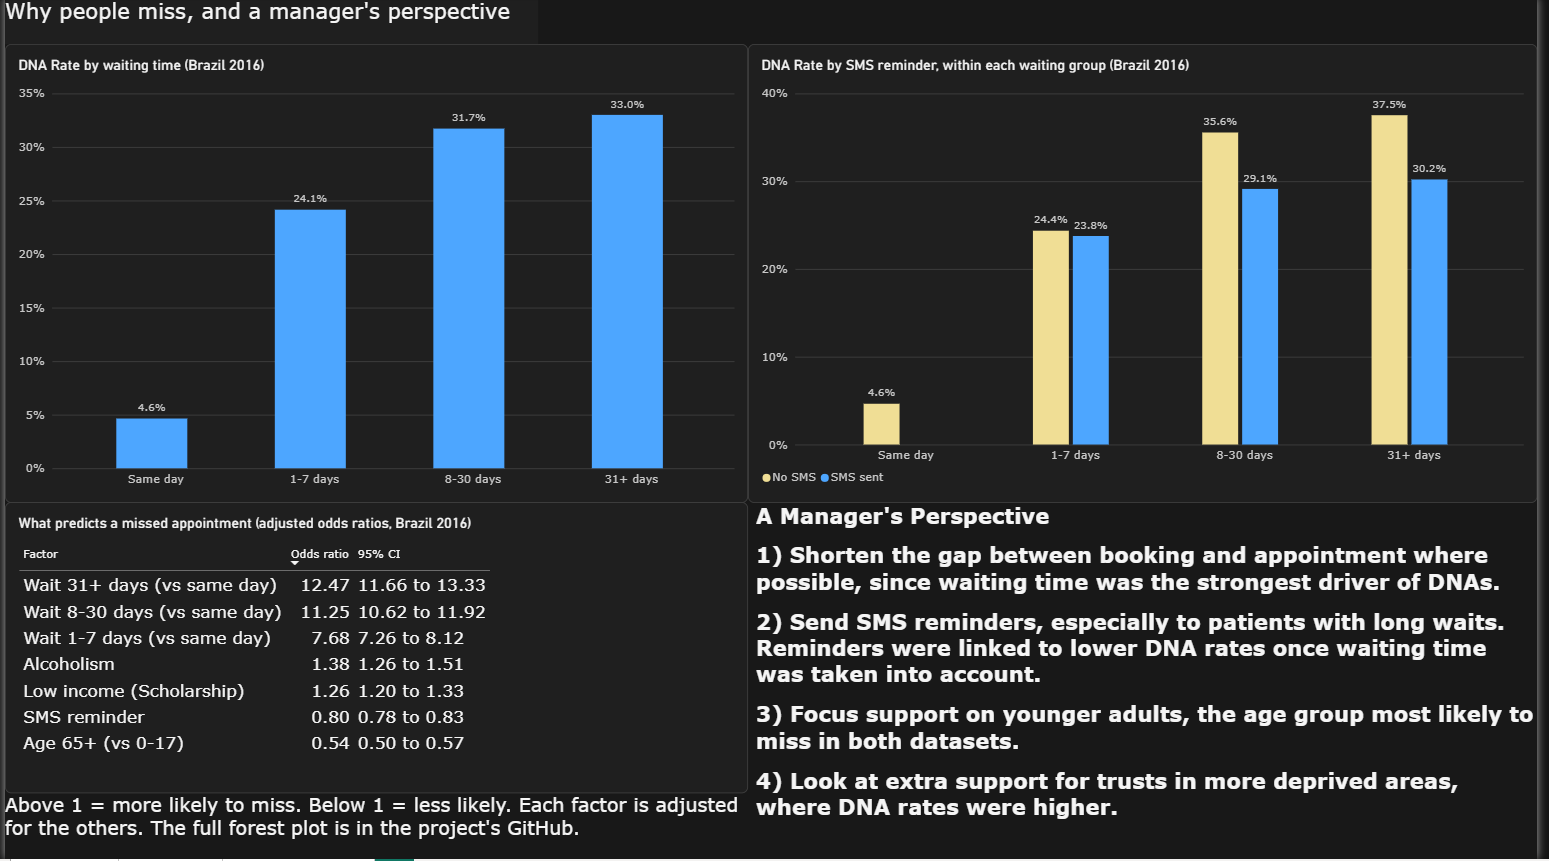 Why people miss, and a manager's perspective
DNA Rate by waiting time (Brazil 2016)
35%
30%
25%
20%
15%
10%
5%
0%
4.6%
24.1%
31.7%
33.0%
Same day
1-7 days
8-30 days
31+ days
DNA Rate by SMS reminder, within each waiting group (Brazil 2016)
40%
30%
20%
10%
0%
4.6%
24.4%
23.8%
35.6%
29.1%
37.5%
30.2%
Same day
1-7 days
8-30 days
31+ days
No SMS SMS sent
What predicts a missed appointment (adjusted odds ratios, Brazil 2016)
Factor Odds ratio 95% CI
Wait 31+ days (vs same day) 12.47 11.66 to 13.33
Wait 8-30 days (vs same day) 11.25 10.62 to 11.92
Wait 1-7 days (vs same day) 7.68 7.26 to 8.12
Alcoholism 1.38 1.26 to 1.51
Low income (Scholarship) 1.26 1.20 to 1.33
SMS reminder 0.80 0.78 to 0.83
Age 65+ (vs 0-17) 0.54 0.50 to 0.57
Above 1 = more likely to miss. Below 1 = less likely. Each factor is adjusted
for the others. The full forest plot is in the project's GitHub.
A Manager's Perspective
1) Shorten the gap between booking and appointment where
possible, since waiting time was the strongest driver of DNAs.
2) Send SMS reminders, especially to patients with long waits.
Reminders were linked to lower DNA rates once waiting time
was taken into account.
3) Focus support on younger adults, the age group most likely to
miss in both datasets.
4) Look at extra support for trusts in more deprived areas,
where DNA rates were higher.